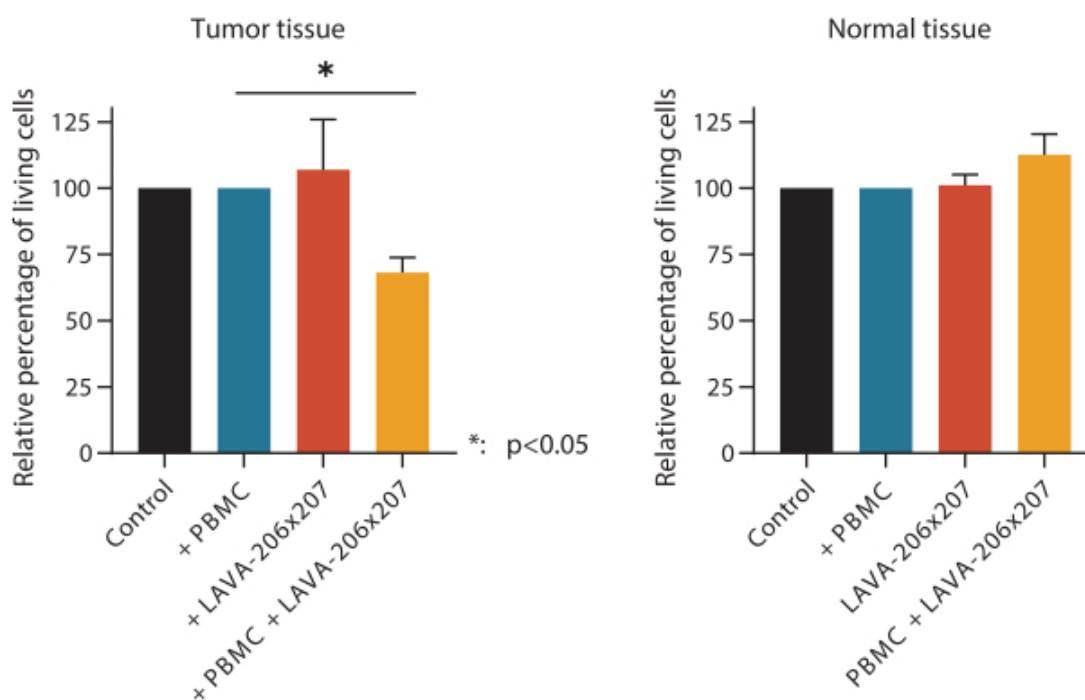 Tumor tissue
*
Relative percentage of living cells
125
100
75
50
25
0
Control
+ PBMC
+ LAVA-206x207
+ PBMC + LAVA-206x207
*: p<0.05
Normal tissue
Relative percentage of living cells
125
100
75
50
25
0
Control
+ PBMC
LAVA-206x207
PBMC + LAVA-206x207